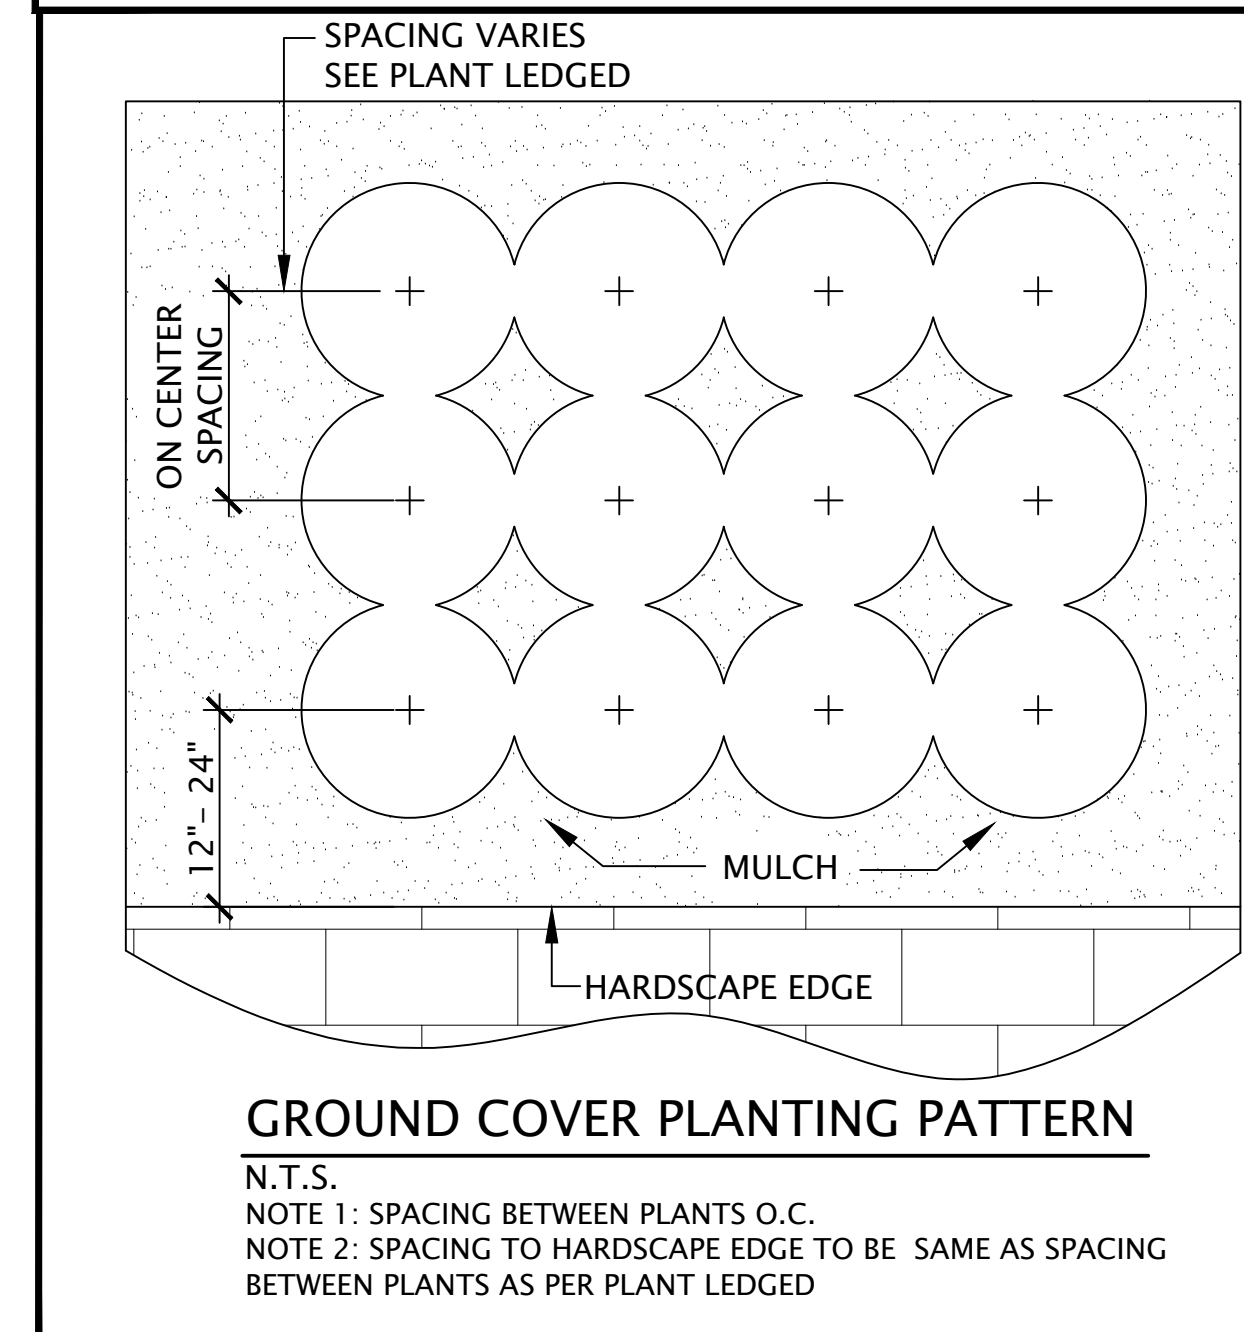 SPACING VARIES
SEE PLANT LEDGED
ON CENTER
SPACING
12"- 24"
MULCH
HARDSCAPE EDGE
GROUND COVER PLANTING PATTERN
N.T.S.
NOTE 1: SPACING BETWEEN PLANTS O.C.
NOTE 2: SPACING TO HARDSCAPE EDGE TO BE SAME AS SPACING
BETWEEN PLANTS AS PER PLANT LEDGED